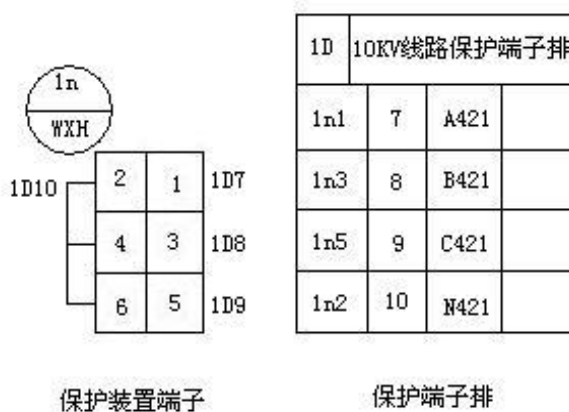 1n
WXH
1D10
2 1 1D7
4 3 1D8
6 5 1D9
保护装置端子
1D 10KV线路保护端子排
1n1 7 A421
1n3 8 B421
1n5 9 C421
1n2 10 N421
保护端子排